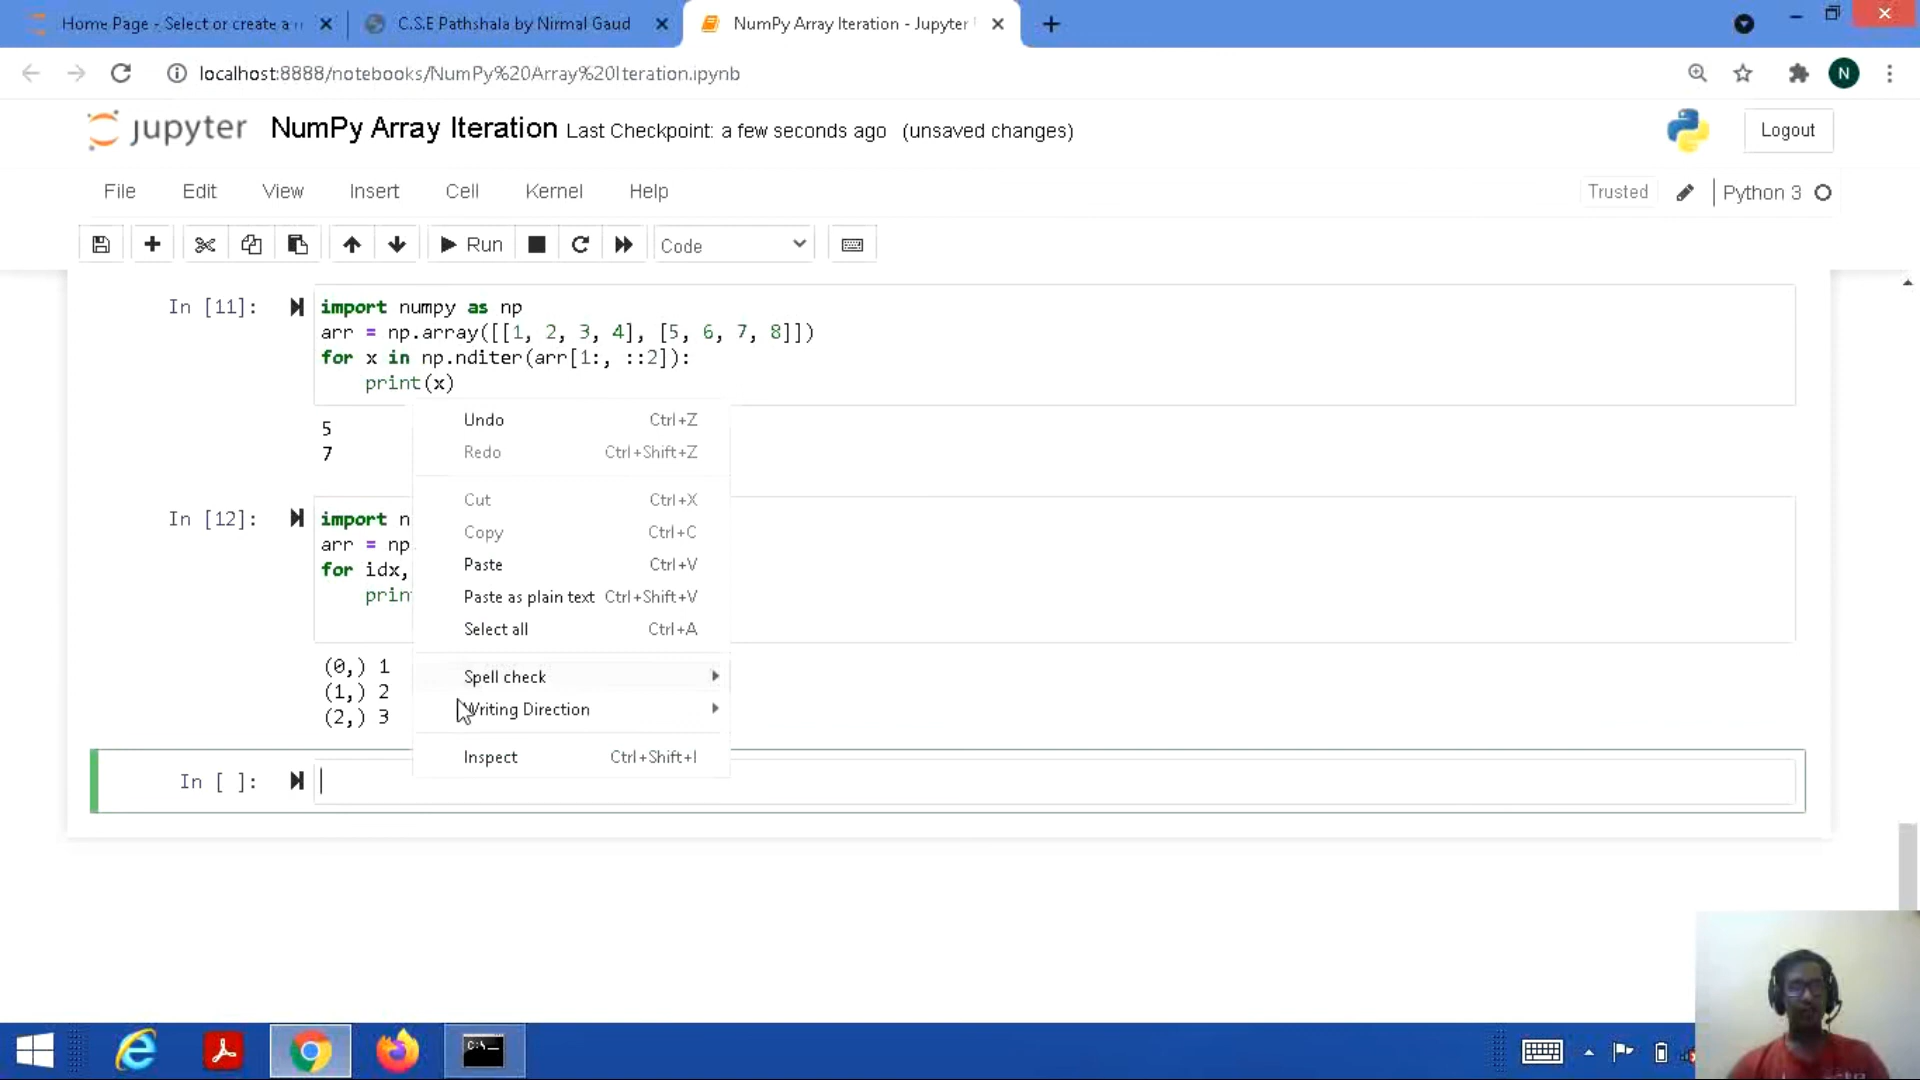 Home Page - Select or create a n
C.S.E Pathshala by Nirmal Gaud
NumPy Array Iteration - Jupyter
localhost:8888/notebooks/NumPy%20Array%20Iteration.ipynb
N
jupyter NumPy Array Iteration Last Checkpoint: a few seconds ago (unsaved changes)
Logout
File Edit View Insert Cell Kernel Help
Trusted
Python 3
Run
Code
In [11]:
import numpy as np
arr = np.array([[1, 2, 3, 4], [5, 6, 7, 8]])
for x in np.nditer(arr[1:, ::2]):
print(x)
5
7
Undo Ctrl+Z
Redo Ctrl+Shift+Z
Cut Ctrl+X
Copy Ctrl+C
Paste Ctrl+V
Paste as plain text Ctrl+Shift+V
Select all Ctrl+A
Spell check
Writing Direction
Inspect Ctrl+Shift+I
In [12]:
import n
arr = np.
for idx,
prin
(0,) 1
(1,) 2
(2,) 3
In [ ]:
C:\.